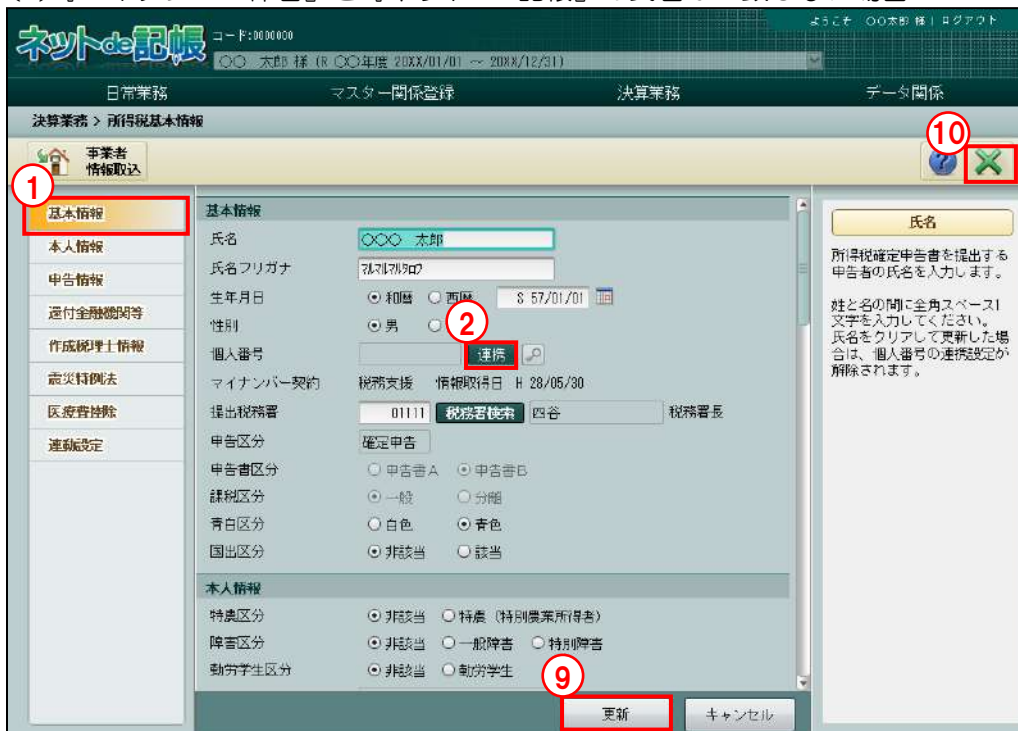 ようこそ 〇〇太郎 様 | ログアウト
ネットde記帳
コード:0000000
〇〇 太郎 様 (R 〇〇年度 20XX/01/01 ～ 20XX/12/31)
日常業務 マスター関係登録 決算業務 データ関係
決算業務 > 所得税基本情報
事業者
情報取込
?
10
1
基本情報
本人情報
申告情報
還付金融機関等
作成税理士情報
震災特例法
医療費控除
連動設定
基本情報
氏名 〇〇〇 太郎
氏名フリガナ ﾏﾙﾏﾙﾏﾙﾀﾛｳ
生年月日 和暦 西暦 S 57/01/01
性別 男
2
個人番号 連携
マイナンバー契約 税務支援 情報取得日 H 28/05/30
提出税務署 01111 税務署検索 四谷 税務署長
申告区分 確定申告
申告書区分 申告書A 申告書B
課税区分 一般 分離
青白区分 白色 青色
国出区分 非該当 該当
本人情報
特農区分 非該当 特農（特別農業所得者）
障害区分 非該当 一般障害 特別障害
勤労学生区分 非該当 勤労学生
9
更新 キャンセル
氏名
所得税確定申告書を提出する
申告者の氏名を入力します。
姓と名の間に全角スペース1
文字を入力してください。
氏名をクリアして更新した場
合は、個人番号の連携設定が
解除されます。